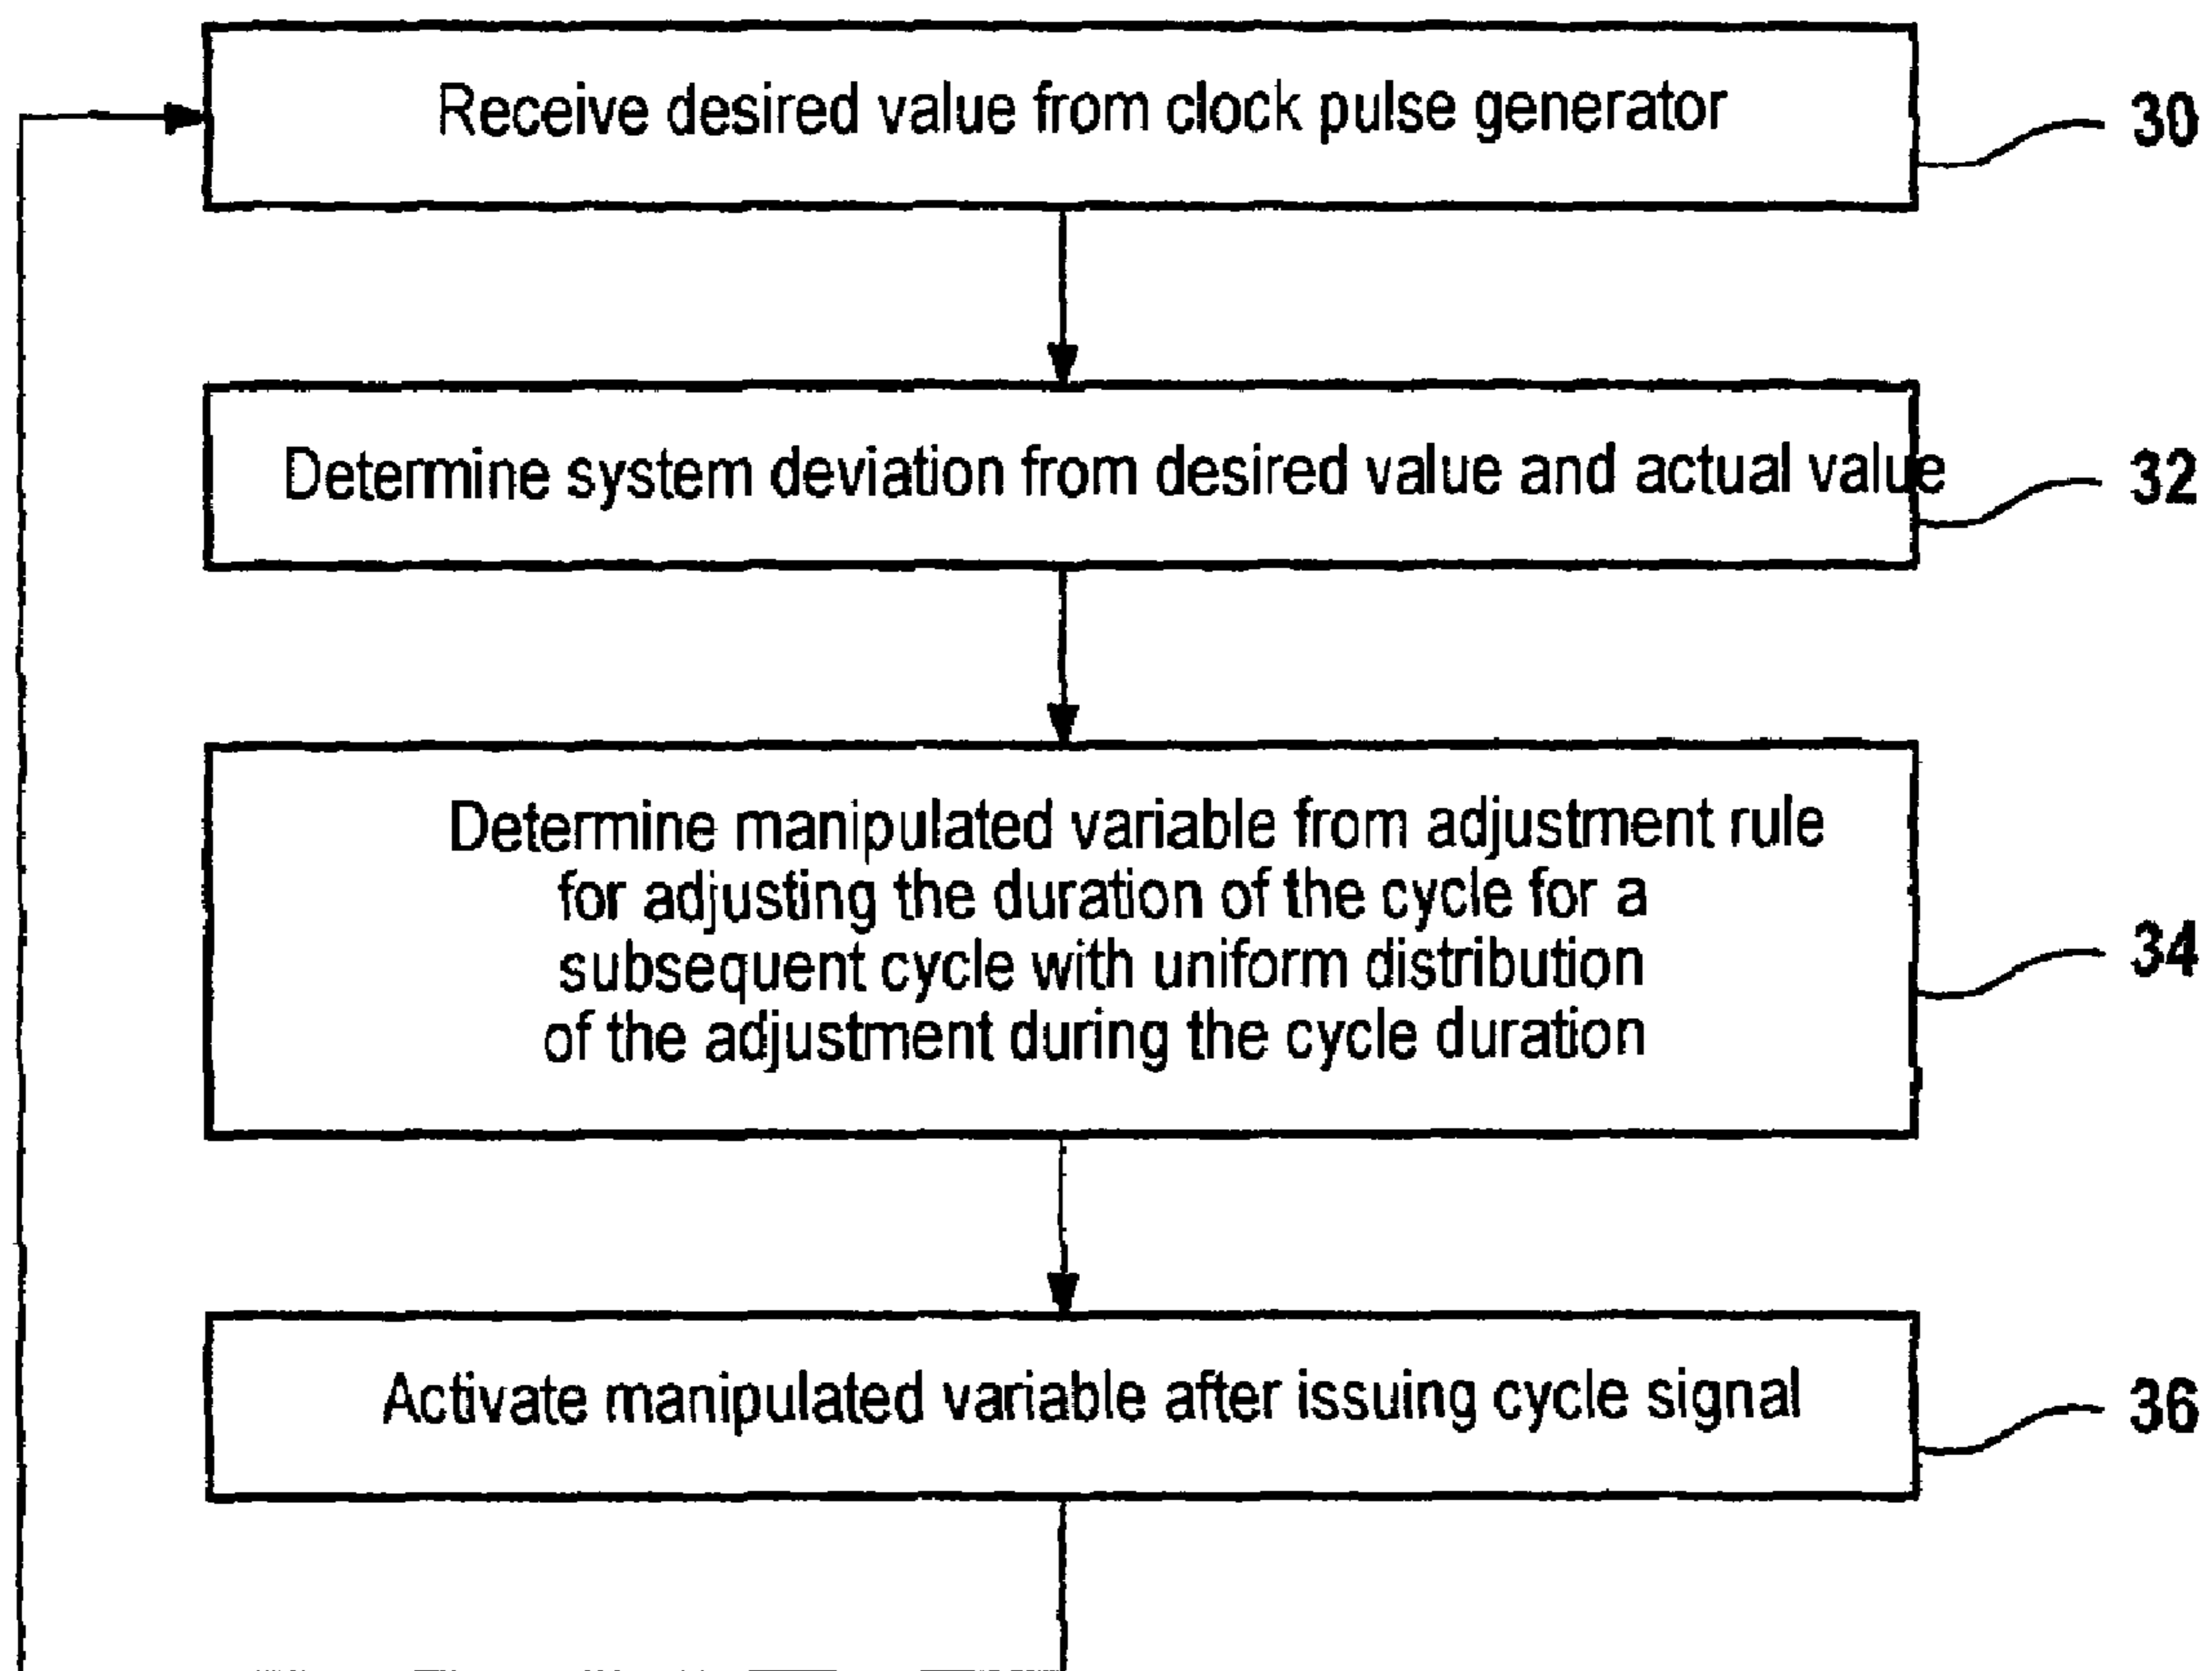 Receive desired value from clock pulse generator
30
Determine system deviation from desired value and actual value
32
Determine manipulated variable from adjustment rule
for adjusting the duration of the cycle for a
subsequent cycle with uniform distribution
of the adjustment during the cycle duration
34
Activate manipulated variable after issuing cycle signal
36